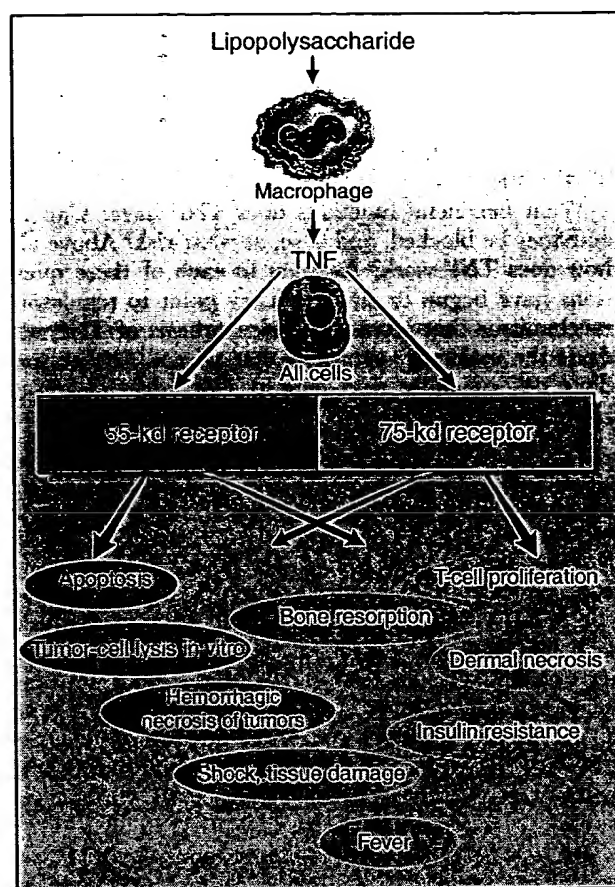 Lipopolysaccharide
Macrophage
TNF
All cells
55-kd receptor
75-kd receptor
Apoptosis
T-cell proliferation
Bone resorption
Tumor-cell lysis in vitro
Dermal necrosis
Hemorrhagic
necrosis of tumors
Insulin resistance
Shock, tissue damage
Fever